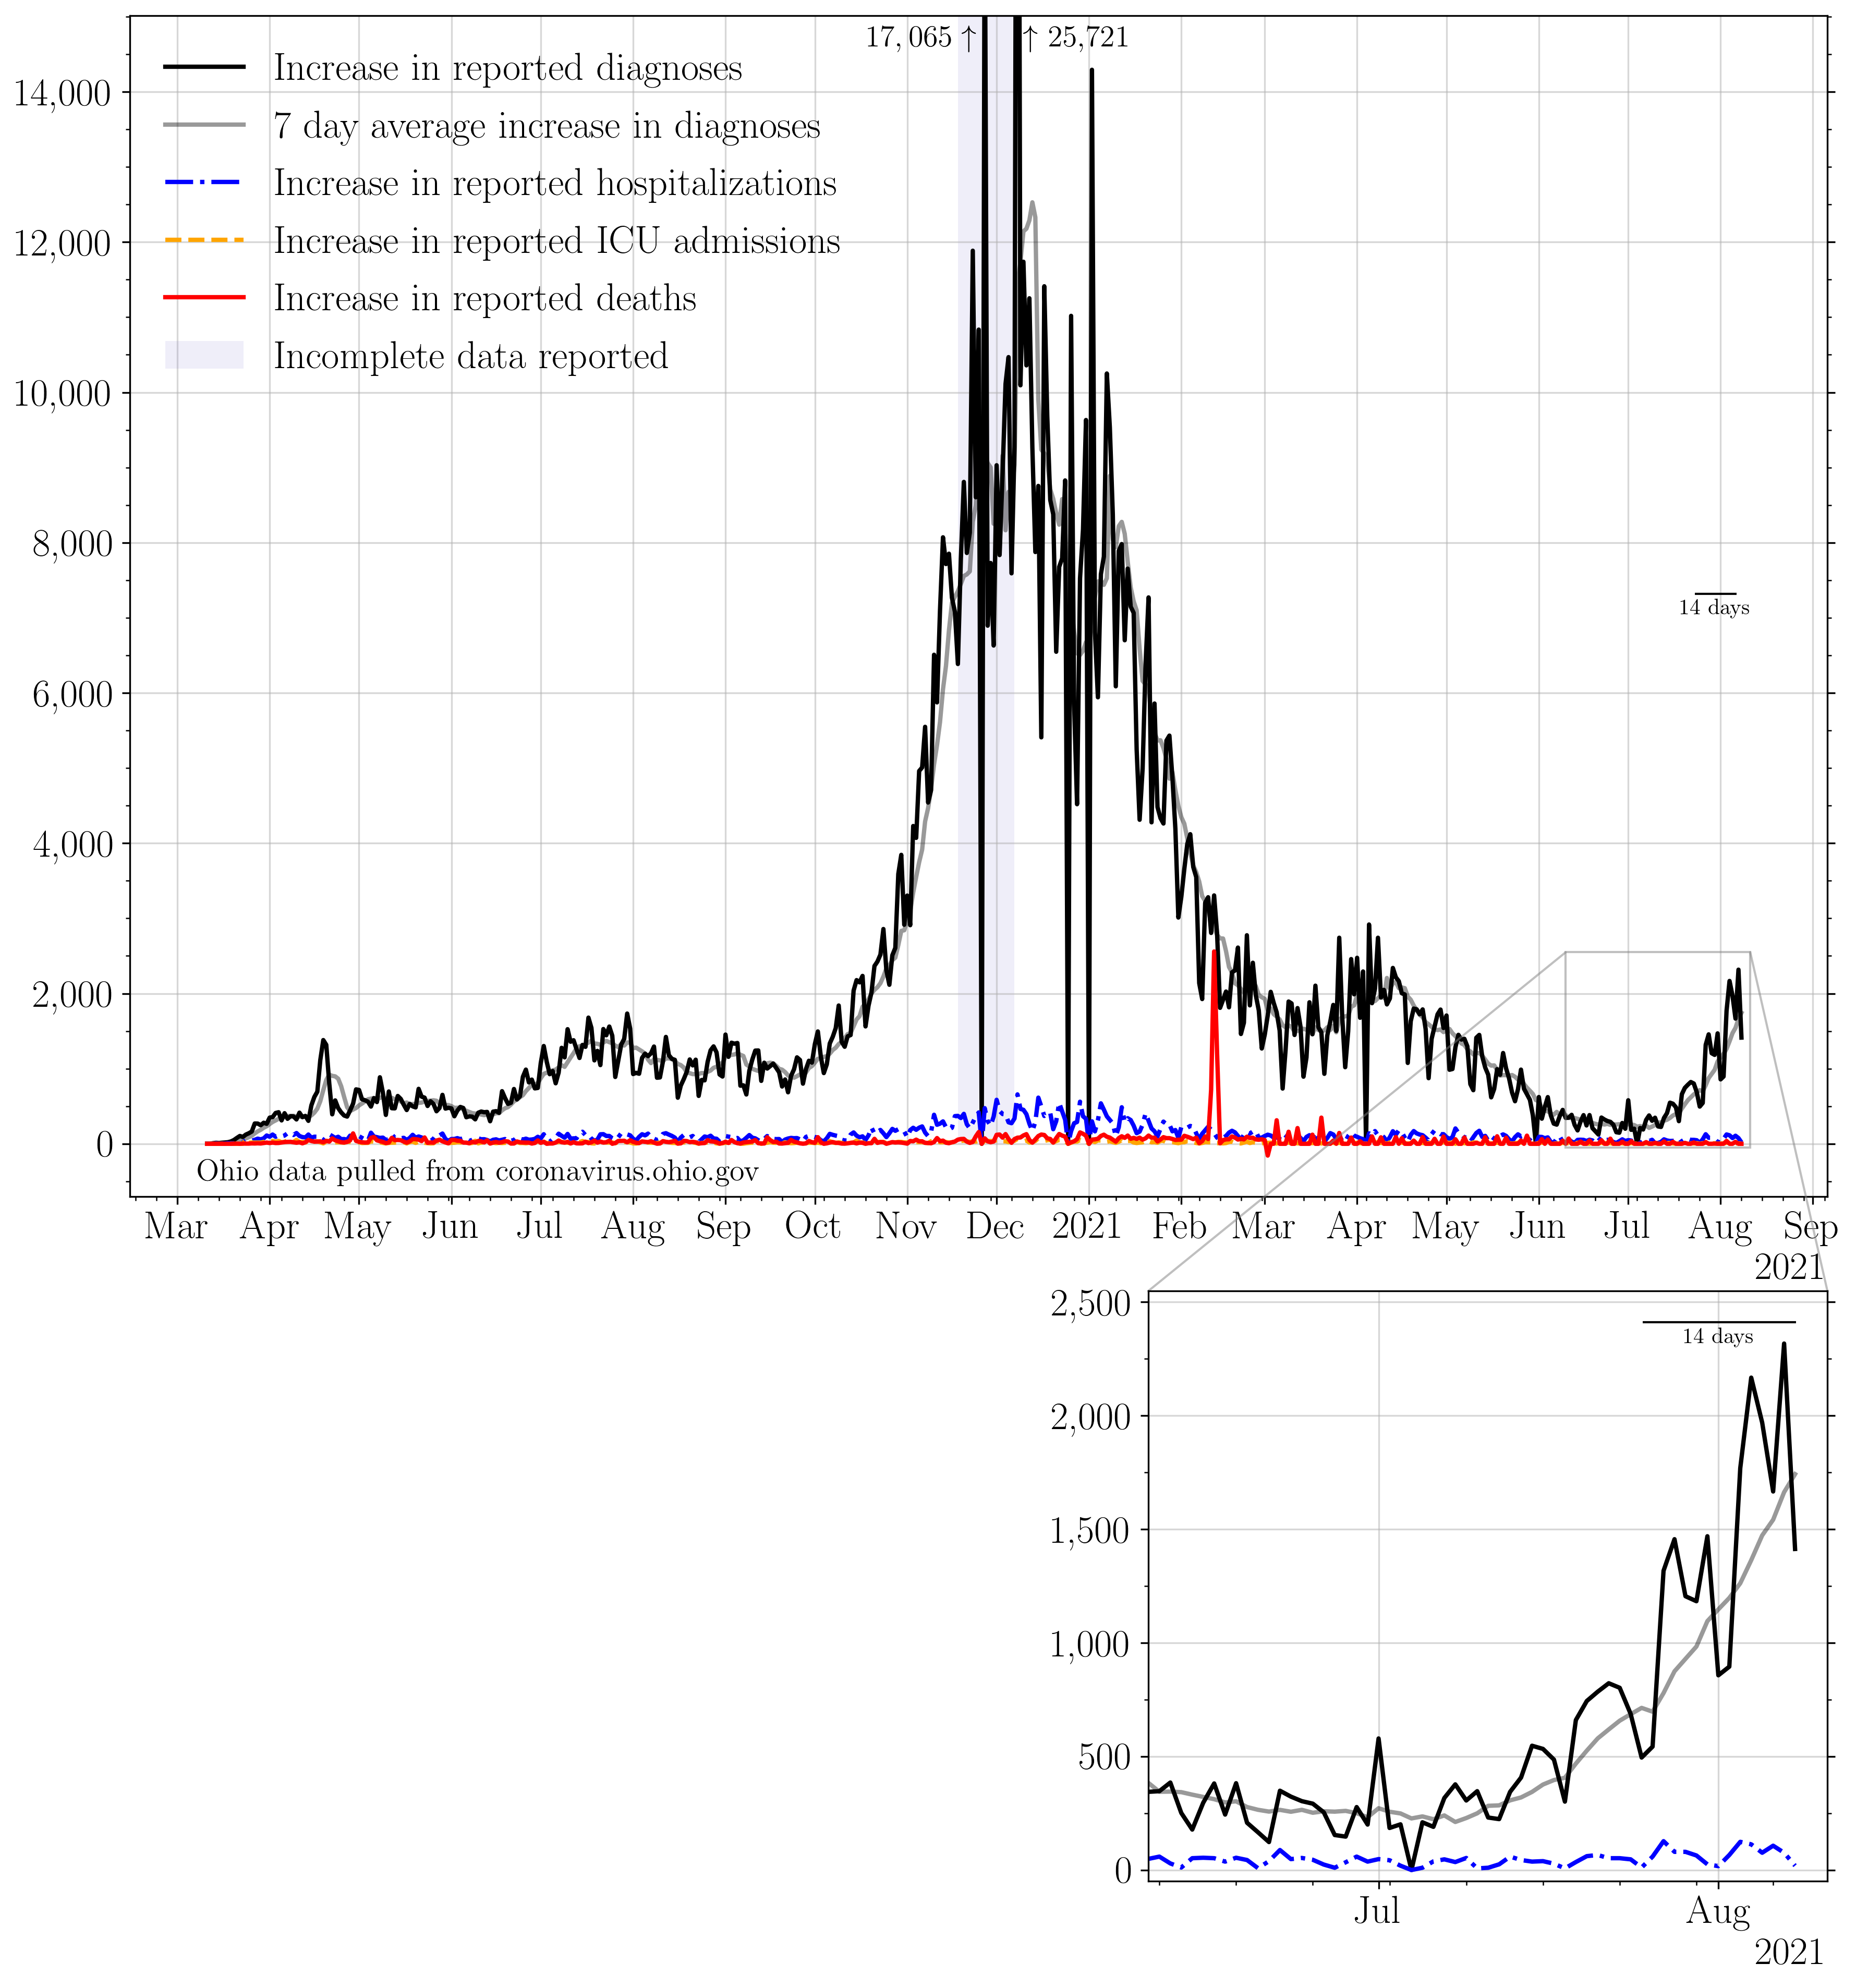 17,065 ↑ ↑ 25,721
Increase in reported diagnoses
7 day average increase in diagnoses
Increase in reported hospitalizations
Increase in reported ICU admissions
Increase in reported deaths
Incomplete data reported
14,000
12,000
10,000
8,000
6,000
4,000
2,000
0
14 days
Ohio data pulled from coronavirus.ohio.gov
Mar Apr May Jun Jul Aug Sep Oct Nov Dec 2021 Feb Mar Apr May Jun Jul Aug Sep
2021
2,500
2,000
1,500
1,000
500
0
14 days
Jul Aug
2021